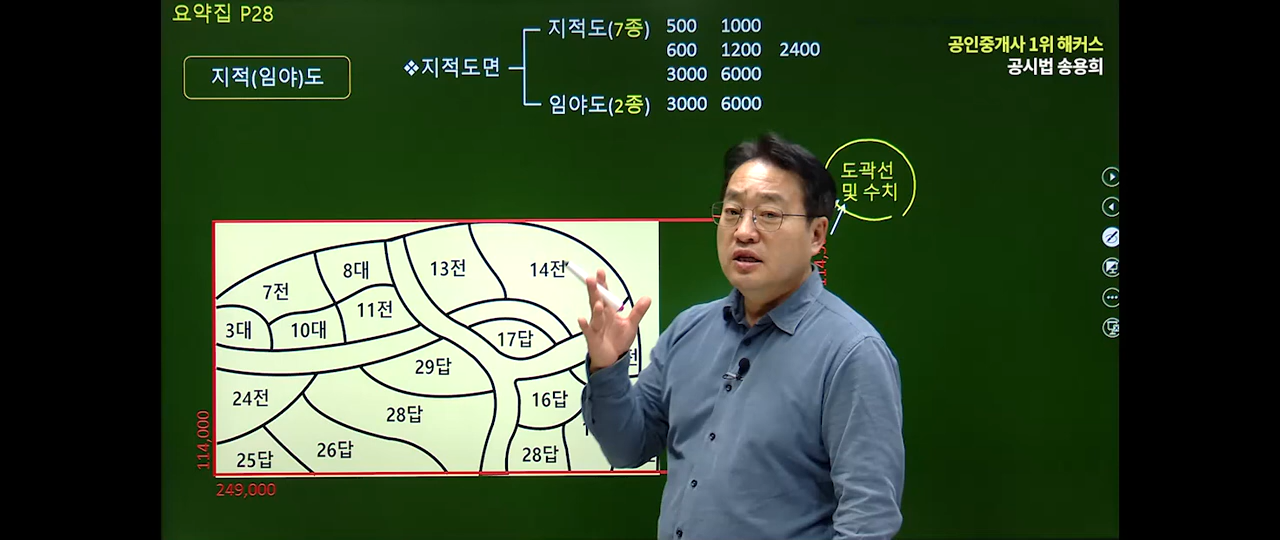 요약집 P28
지적(임야)도
❖지적도면
지적도(7종) 500 1000
600 1200 2400
3000 6000
임야도(2종) 3000 6000
공인중개사 1위 해커스
공시법 송용희
도곽선
및 수치
7전
8대
13전
14전
3대
10대
11전
17답
29답
전
24전
28답
16답
25답
26답
28답
114,000
249,000